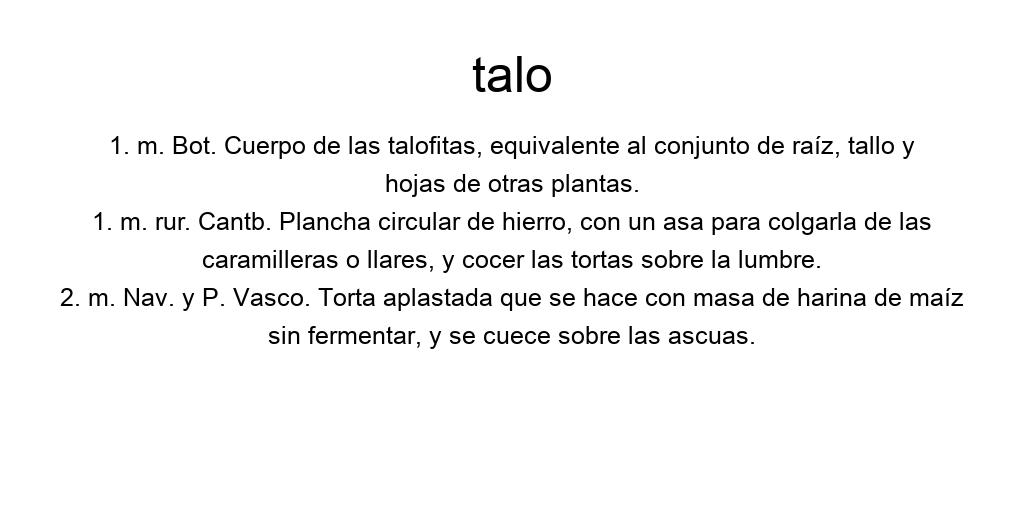 talo
1. m. Bot. Cuerpo de las talofitas, equivalente al conjunto de raíz, tallo y
hojas de otras plantas.
1. m. rur. Cantb. Plancha circular de hierro, con un asa para colgarla de las
caramilleras o llares, y cocer las tortas sobre la lumbre.
2. m. Nav. y P. Vasco. Torta aplastada que se hace con masa de harina de maíz
sin fermentar, y se cuece sobre las ascuas.